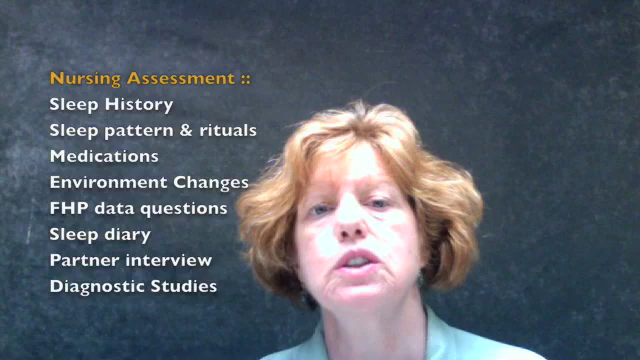 Nursing Assessment ::
Sleep History
Sleep pattern & rituals
Medications
Environment Changes
FHP data questions
Sleep diary
Partner interview
Diagnostic Studies